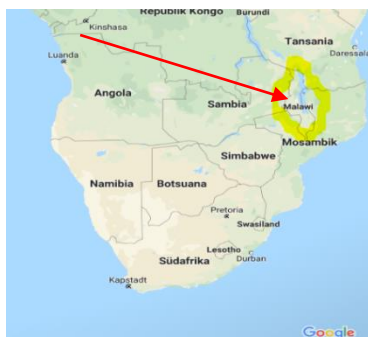 Republik Kongo
Burundi
Kinshasa
Tansania
Luanda
Daressala
Angola
Sambia
Malawi
Mosambik
Simbabwe
Namibia
Botsuana
Pretoria
Swasiland
Lesotho
Durban
Südafrika
Kapstadt
Google